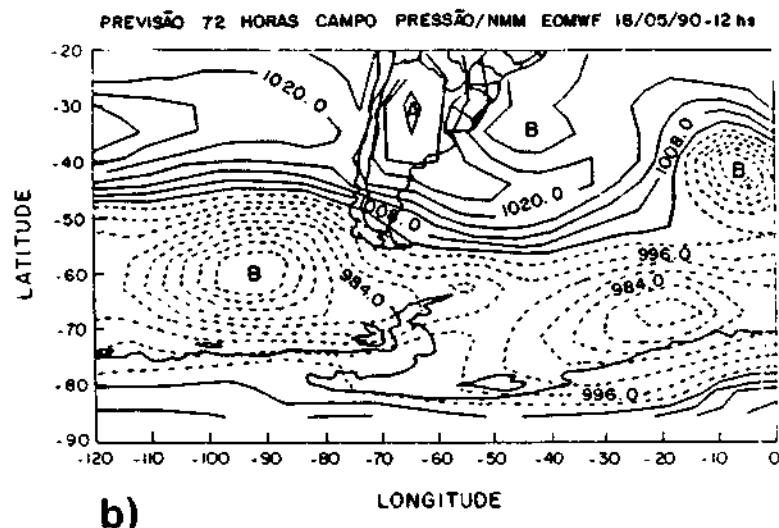 PREVISÃO 72 HORAS CAMPO PRESSÃO/NMM EOMWF 18/05/90-12 hs
-20
-30
-40
-50
-60
-70
-80
-90
LATITUDE
1020.0
A
B
1008.0
B
1008.0
1020.0
996.0
B
984.0
984.0
996.0
-120 -110 -100 -90 -80 -70 -60 -50 -40 -30 -20 -10 0
LONGITUDE
b)